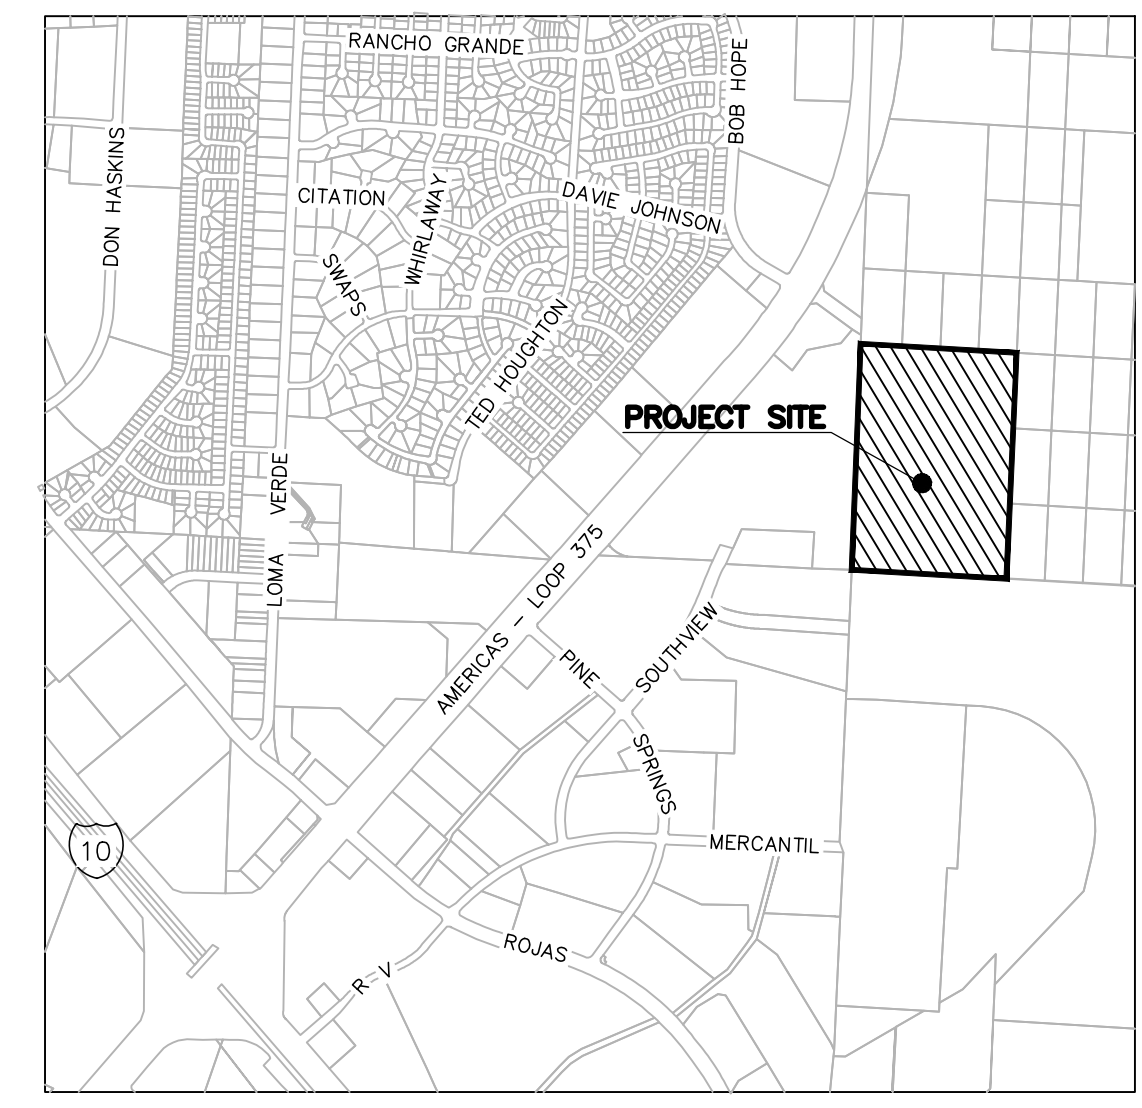 RANCHO GRANDE
BOB HOPE
DON HASKINS
CITATION
WHIRLAWAY
DAVIE JOHNSON
SWAPS
TED HOUGHTON
PROJECT SITE
LOMA VERDE
AMERICAS - LOOP 375
PINE SPRINGS
SOUTHVIEW
MERCANTIL
10
ROJAS
R V